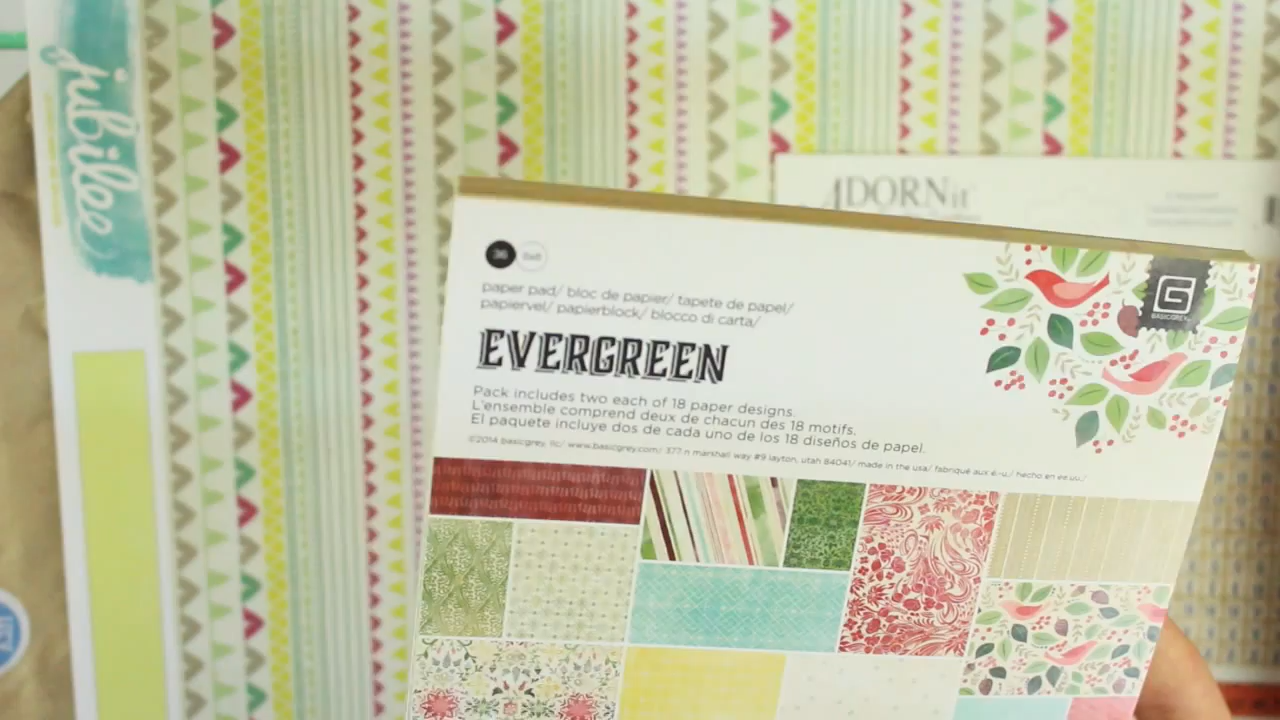 jubilee
ADORNit
36
paper pad/ bloc de papier/ tapete de papel/
papiervel/ papierblock/ blocco di carta/
EVERGREEN
Pack includes two each of 18 paper designs.
L'ensemble comprend deux de chacun des 18 motifs.
El paquete incluye dos de cada uno de los 18 diseños de papel.
©2014 basicgrey, llc/ www.basicgrey.com/ 377 n marshall way #9 layton, utah 84041/ made in the usa/ fabriqué aux é.-u./ hecho en ee.uu./
G
BASICGREY